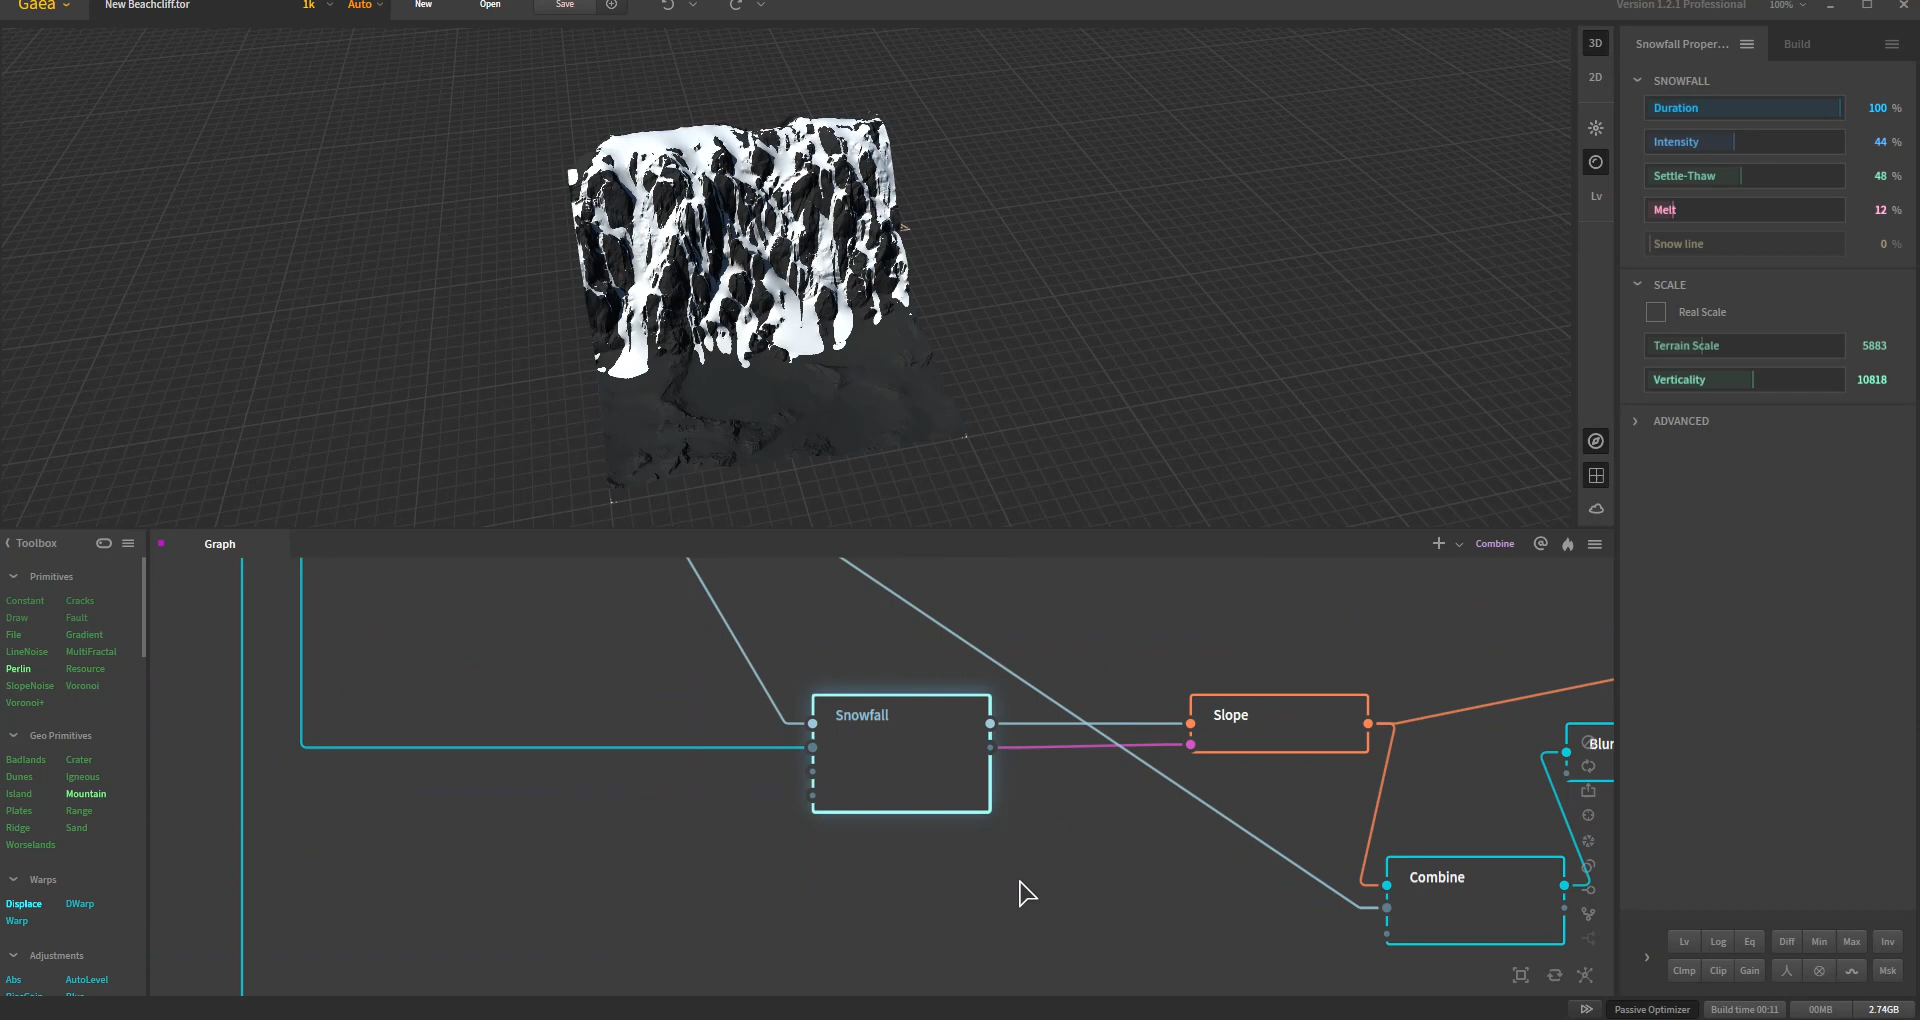 Gaea
New Beachcliff.tor
1k
Auto
New
Open
Save
Version 1.2.1 Professional
100%
3D
2D
Lv
Snowfall Proper...
Build
SNOWFALL
Duration 100 %
Intensity 44 %
Settle-Thaw 48 %
Melt 12 %
Snow line 0 %
SCALE
Real Scale
Terrain Scale 5883
Verticality 10818
ADVANCED
Toolbox
Graph
Combine
Primitives
Constant Cracks
Draw Fault
File Gradient
LineNoise MultiFractal
Perlin Resource
SlopeNoise Voronoi
Voronoi+
Geo Primitives
Badlands Crater
Dunes Igneous
Island Mountain
Plates Range
Ridge Sand
Worselands
Warps
Displace DWarp
Warp
Adjustments
Abs AutoLevel
Snowfall
Slope
Blur
Combine
Lv Log Eq Diff Min Max Inv
Clmp Clip Gain Msk
Passive Optimizer
Build time 00:11
00MB
2.74GB